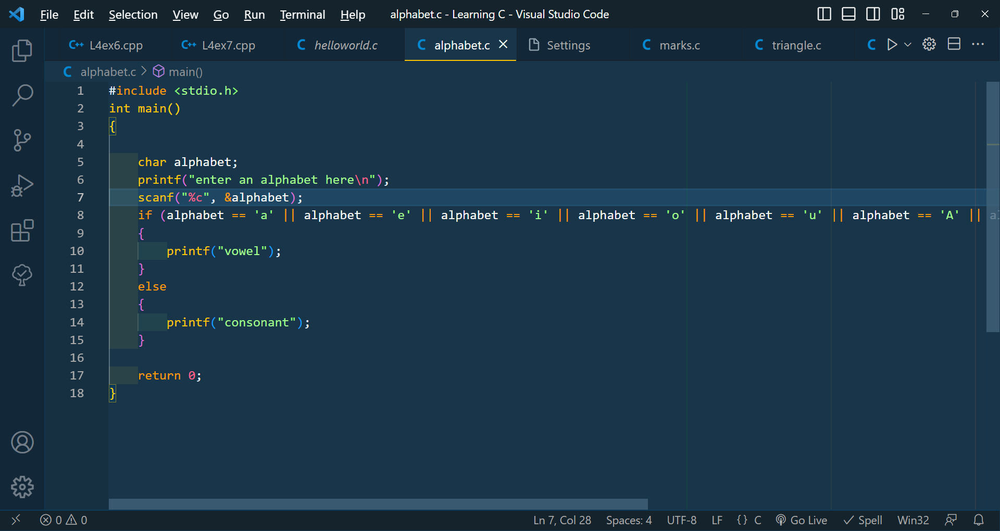 File Edit Selection View Go Run Terminal Help alphabet.c - Learning C - Visual Studio Code
C++ L4ex6.cpp C++ L4ex7.cpp C helloworld.c C alphabet.c Settings C marks.c C triangle.c C
C alphabet.c > main()
1 #include <stdio.h>
2 int main()
3 {
4
5 char alphabet;
6 printf("enter an alphabet here\n");
7 scanf("%c", &alphabet);
8 if (alphabet == 'a' || alphabet == 'e' || alphabet == 'i' || alphabet == 'o' || alphabet == 'u' || alphabet == 'A' ||
9 {
10 printf("vowel");
11 }
12 else
13 {
14 printf("consonant");
15 }
16
17 return 0;
18 }
0 0 Ln 7, Col 28 Spaces: 4 UTF-8 LF {} C Go Live Spell Win32